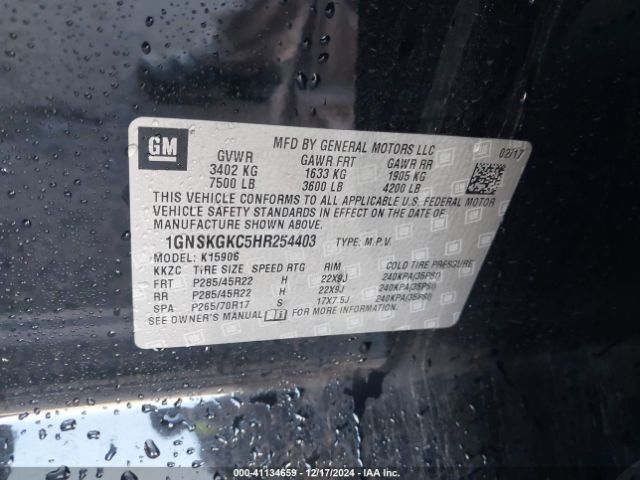 GM
MFD BY GENERAL MOTORS LLC 02/17
GVWR GAWR FRT GAWR RR
3402 KG 1633 KG 1905 KG
7500 LB 3600 LB 4200 LB
THIS VEHICLE CONFORMS TO ALL APPLICABLE U.S. FEDERAL MOTOR
VEHICLE SAFETY STANDARDS IN EFFECT ON THE DATE OF
MANUFACTURE SHOWN ABOVE.
1GNSKGKC5HR254403 TYPE: M.P.V.
MODEL: K15906
KKZC TIRE SIZE SPEED RTG RIM COLD TIRE PRESSURE
FRT P285/45R22 H 22X9J 240KPA(35PSI)
RR P285/45R22 H 22X9J 240KPA(35PSI)
SPA P265/70R17 S 17X7.5J 240KPA(35PSI)
SEE OWNER'S MANUAL FOR MORE INFORMATION.
000-41134659 - 12/17/2024 - IAA Inc.